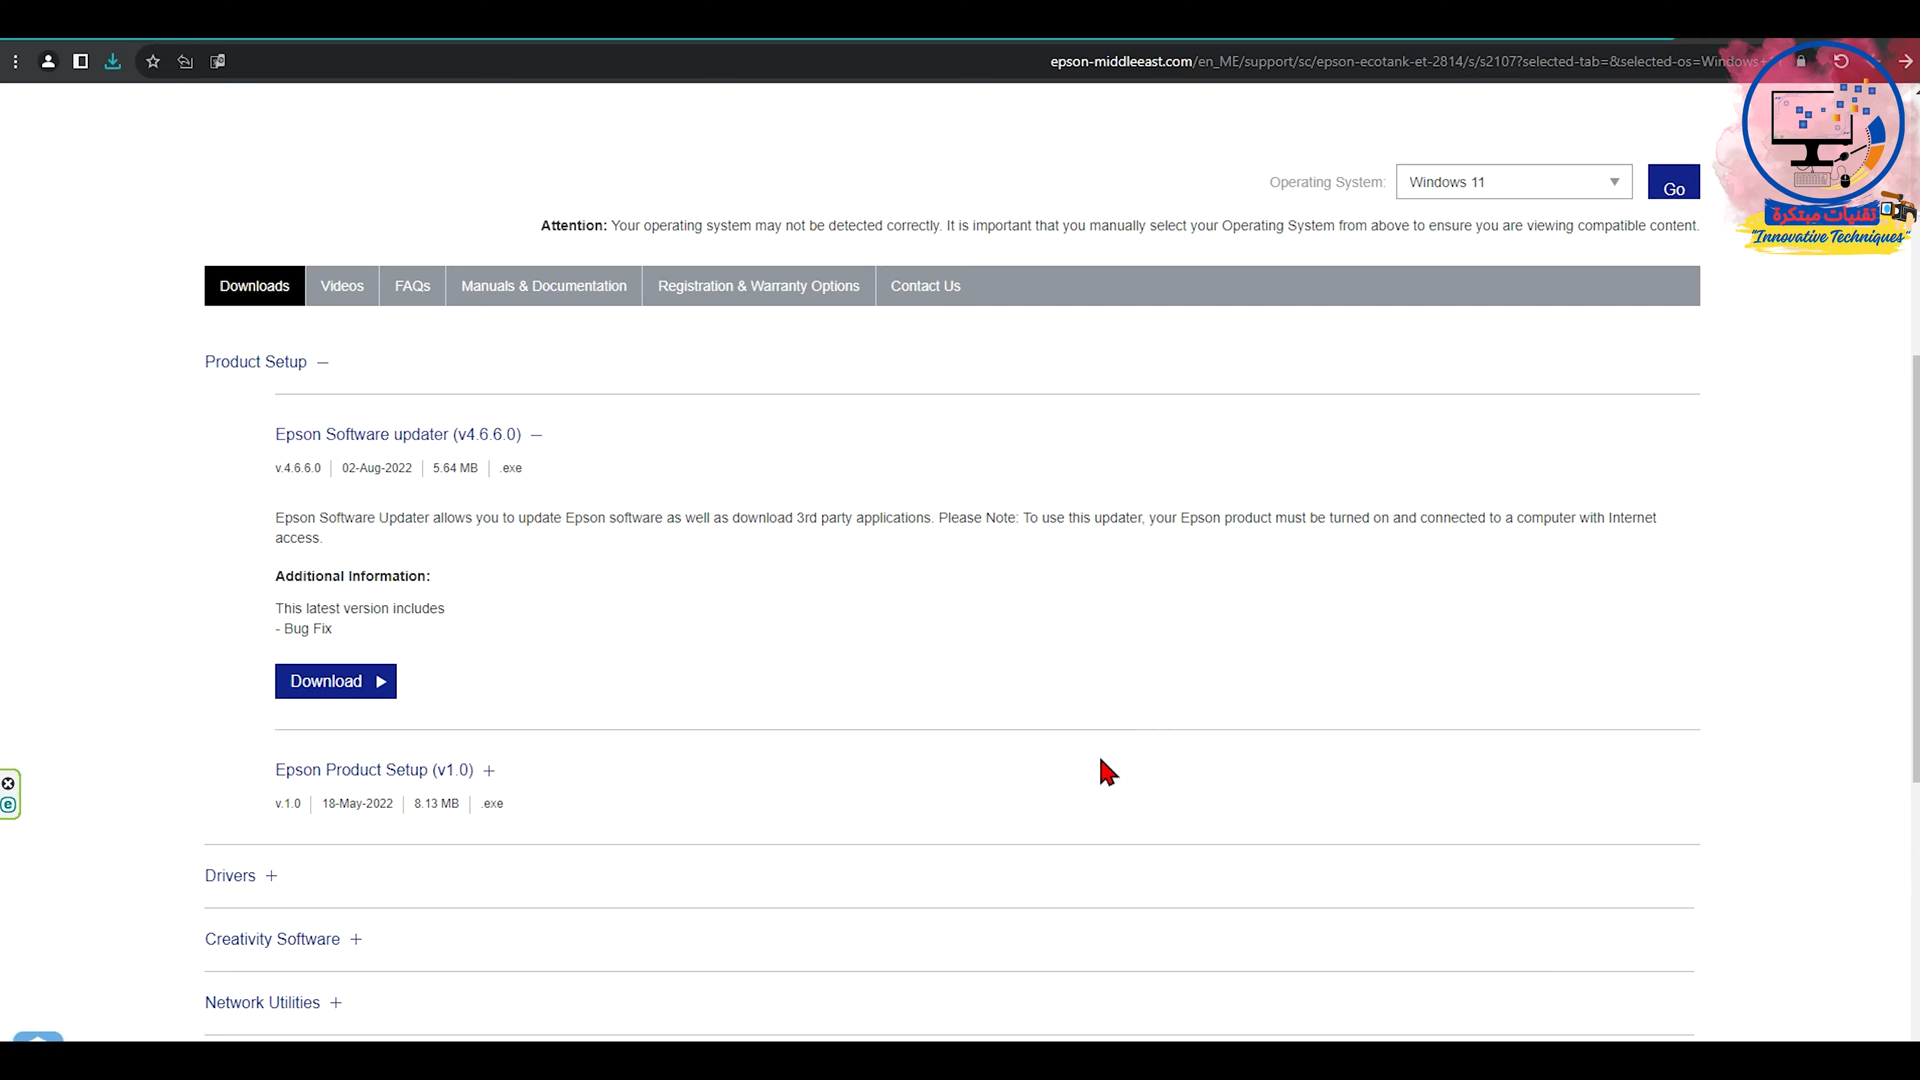 epson-middleeast.com/en_ME/support/sc/epson-ecotank-et-2814/s/s2107?selected-tab=&selected-os=Windows+
تقنيات مبتكرة
"Innovative Techniques"
Operating System: Windows 11 Go
Attention: Your operating system may not be detected correctly. It is important that you manually select your Operating System from above to ensure you are viewing compatible content.
Downloads Videos FAQs Manuals & Documentation Registration & Warranty Options Contact Us
Product Setup –
Epson Software updater (v4.6.6.0) –
v.4.6.6.0 | 02-Aug-2022 | 5.64 MB | .exe
Epson Software Updater allows you to update Epson software as well as download 3rd party applications. Please Note: To use this updater, your Epson product must be turned on and connected to a computer with Internet
access.
Additional Information:
This latest version includes
- Bug Fix
Download
Epson Product Setup (v1.0) +
v.1.0 | 18-May-2022 | 8.13 MB | .exe
Drivers +
Creativity Software +
Network Utilities +